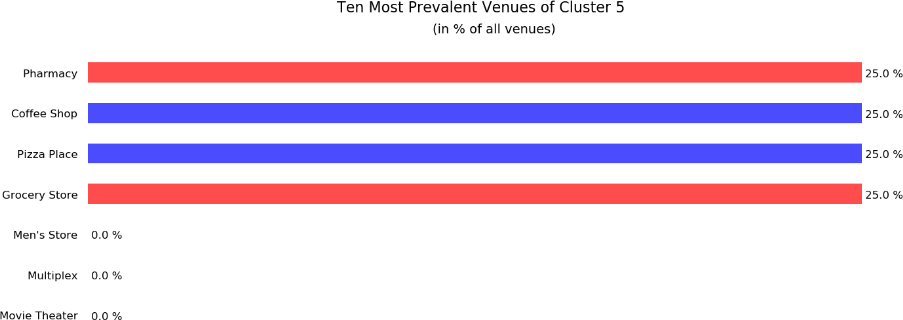 Ten Most Prevalent Venues of Cluster 5
(in % of all venues)
Pharmacy 25.0 %
Coffee Shop 25.0 %
Pizza Place 25.0 %
Grocery Store 25.0 %
Men's Store 0.0 %
Multiplex 0.0 %
Movie Theater 0.0 %